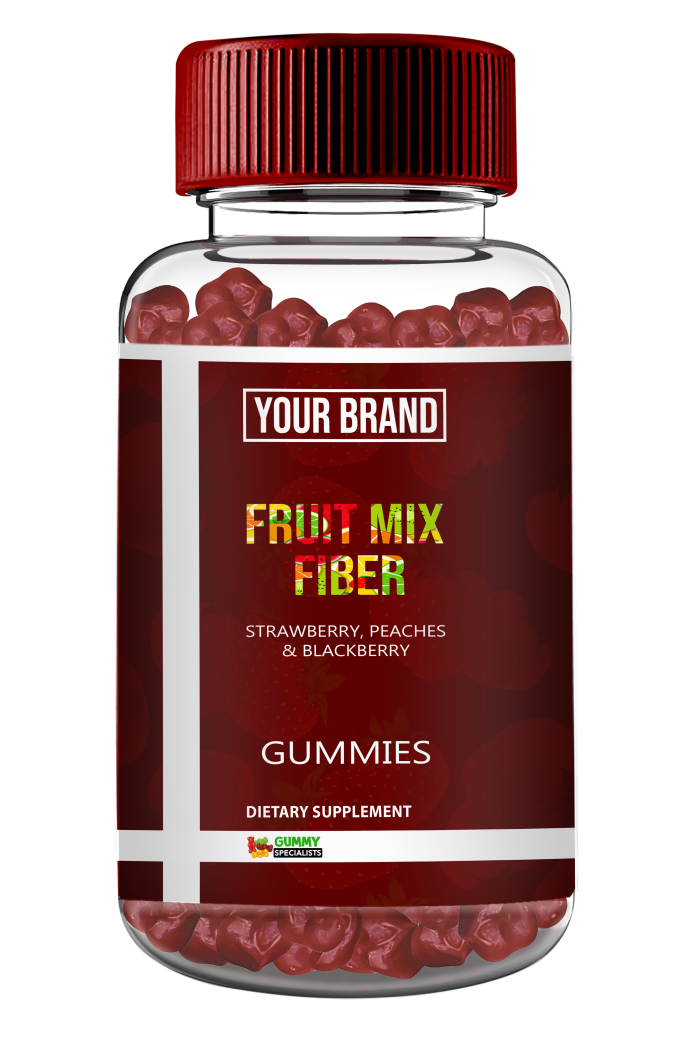 YOUR BRAND
FRUIT MIX
FIBER
STRAWBERRY, PEACHES
& BLACKBERRY
GUMMIES
DIETARY SUPPLEMENT
GUMMY
SPECIALISTS